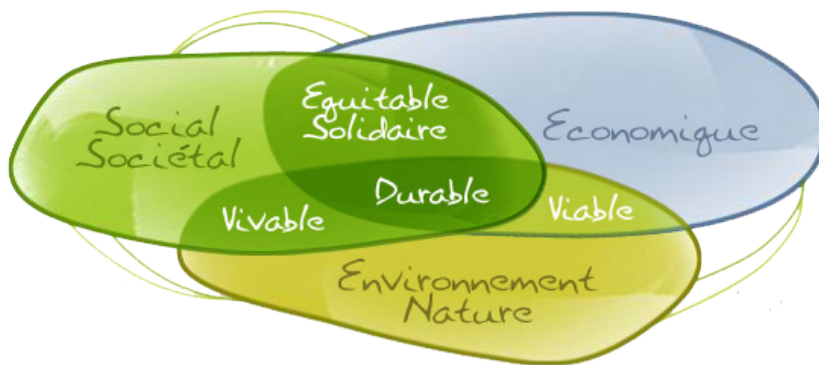 Equitable
Solidaire
Social
Sociétal
Economique
Durable
Vivable
Viable
Environnement
Nature